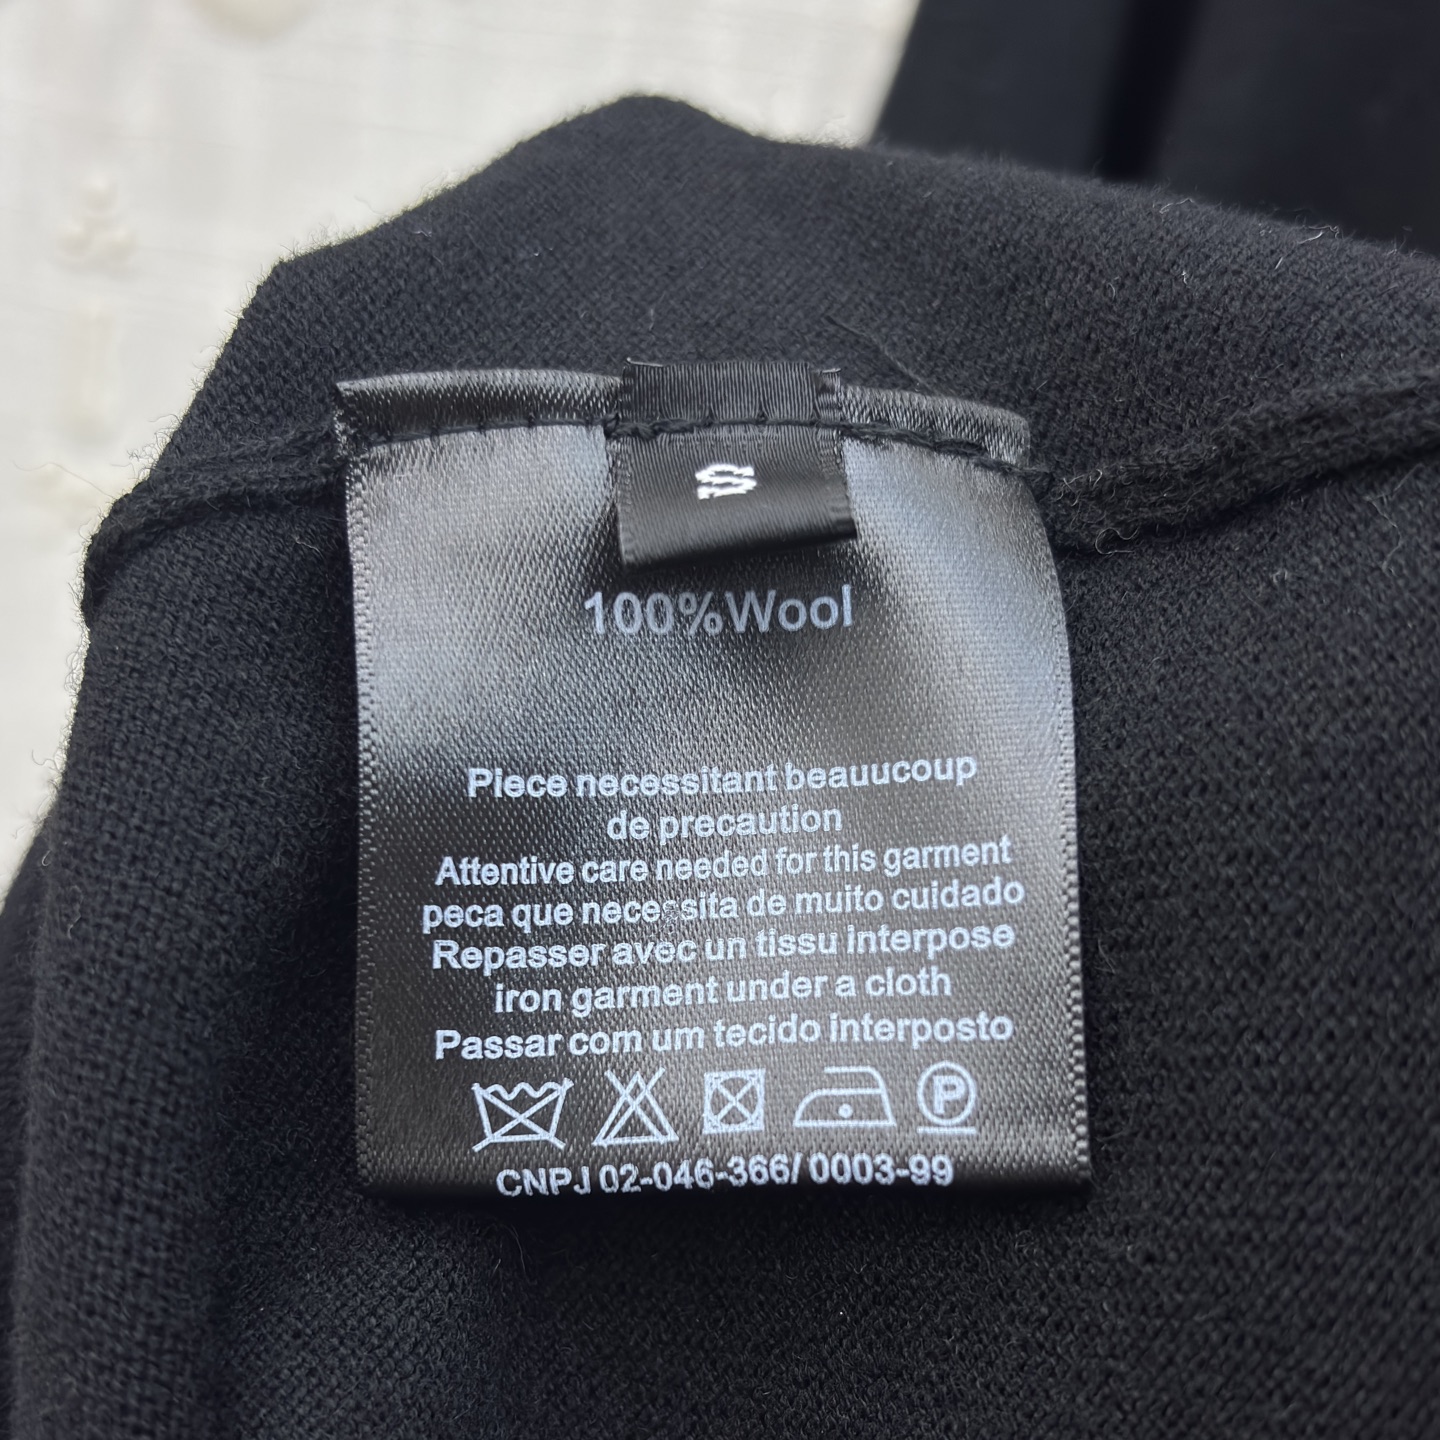 S
100%Wool
Piece necessitant beauucoup
de precaution
Attentive care needed for this garment
peca que necessita de muito cuidado
Repasser avec un tissu interpose
iron garment under a cloth
Passar com um tecido interposto
P
CNPJ 02-046-366/0003-99